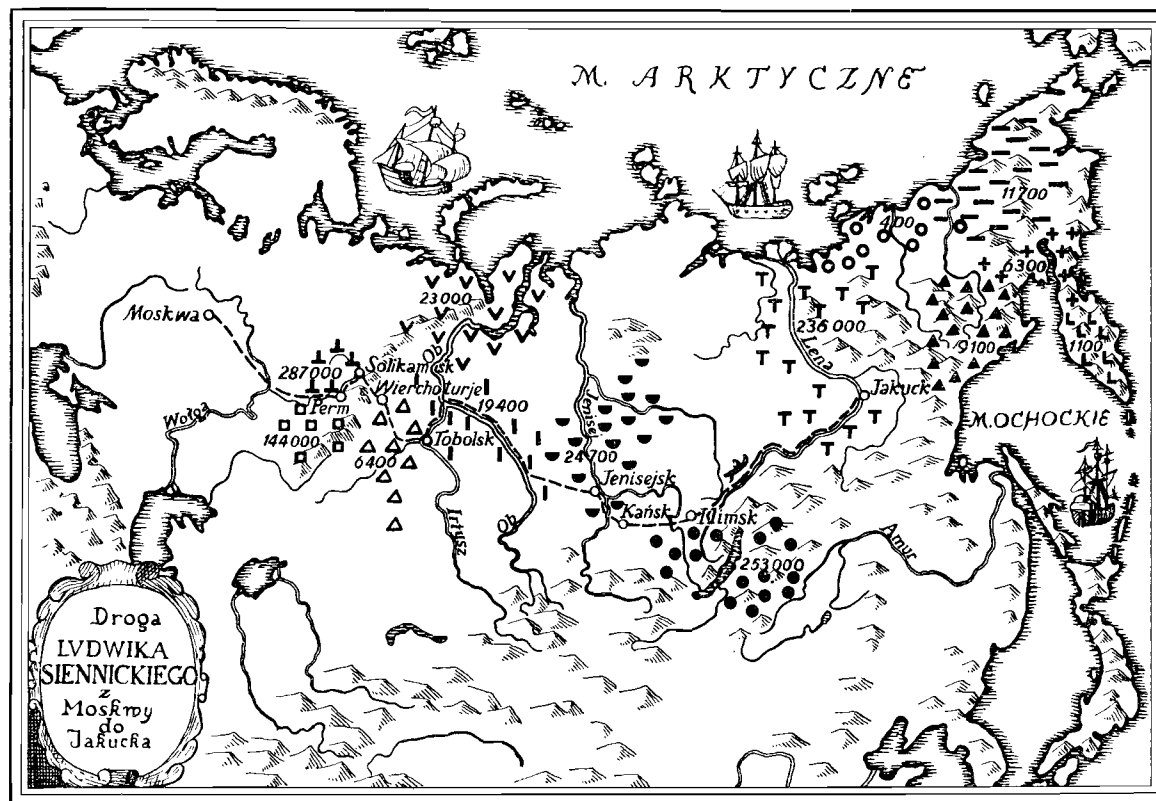 M. ARKTYCZNE
11700
400
6300
23000
Moskwa
236000
Ob
Lena
9100
1100
Solikamsk
287000
Wierchoturje
Jakuck
Perm
19400
Wołga
Jenisej
M. OCHOCKIE
144000
Tobolsk
6400
24700
Jenisejsk
Ob
Kańsk
Ilimsk
Irtusz
Amur
253000
Droga
LVDWIKA
SIENNICKIEGO
z
Moskwy
do
Jakucka